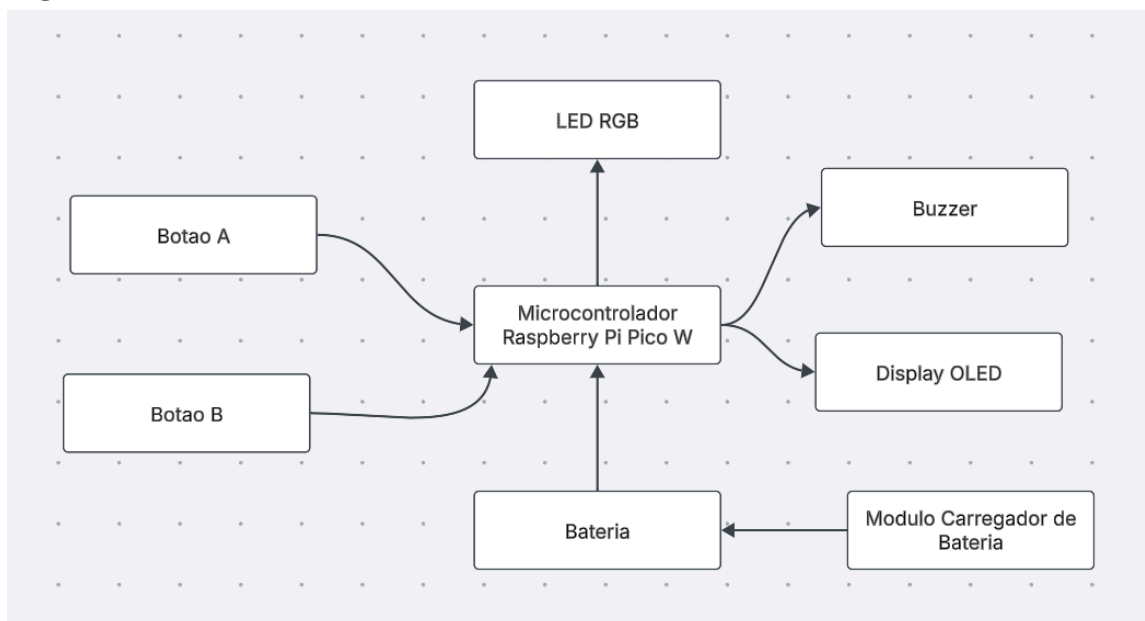 LED RGB
Buzzer
Botao A
Microcontrolador
Raspberry Pi Pico W
Display OLED
Botao B
Bateria
Modulo Carregador de
Bateria